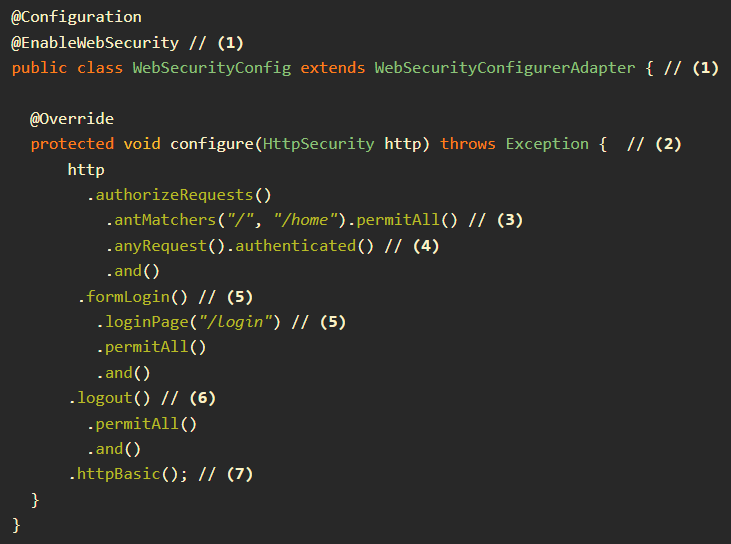 @Configuration
@EnableWebSecurity // (1)
public class WebSecurityConfig extends WebSecurityConfigurerAdapter { // (1)
@Override
protected void configure(HttpSecurity http) throws Exception {  // (2)
http
.authorizeRequests()
.antMatchers("/", "/home").permitAll() // (3)
.anyRequest().authenticated() // (4)
.and()
.formLogin() // (5)
.loginPage("/login") // (5)
.permitAll()
.and()
.logout() // (6)
.permitAll()
.and()
.httpBasic(); // (7)
}
}